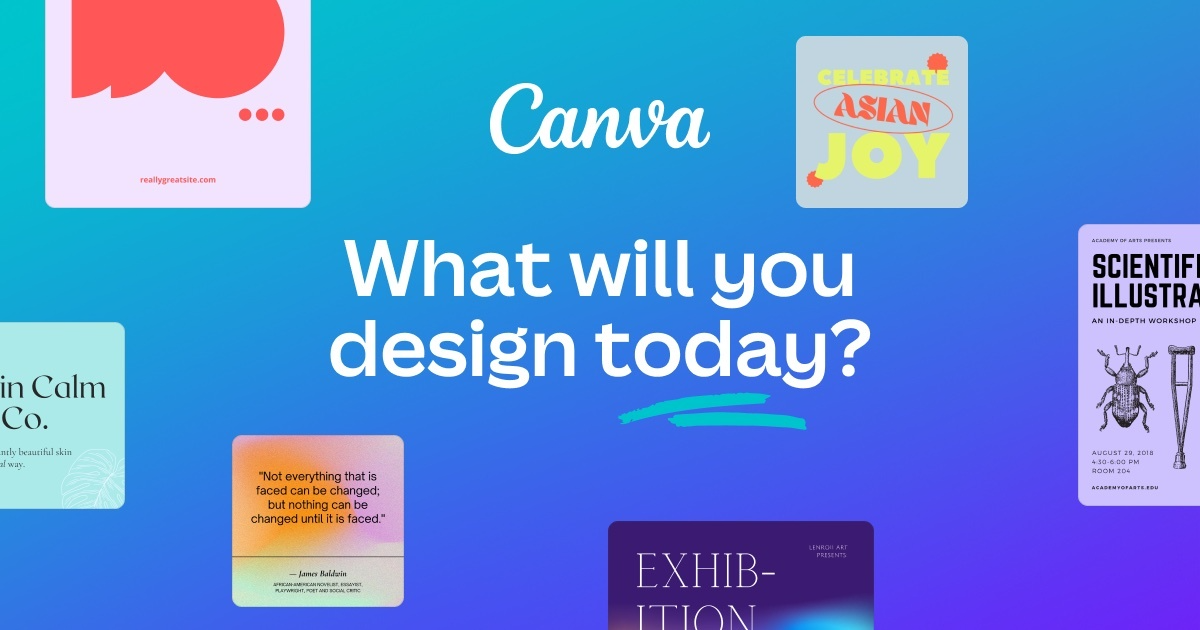 Canva
What will you
design today?
reallygreatsite.com
CELEBRATE
ASIAN
JOY
ACADEMY OF ARTS PRESENTS
SCIENTIFI
ILLUSTRA
AN IN-DEPTH WORKSHOP
AUGUST 29, 2018
4:30-6:00 PM
ROOM 204
ACADEMYOFARTS.EDU
in Calm
Co.
ntly beautiful skin
al way.
"Not everything that is
faced can be changed;
but nothing can be
changed until it is faced."
— James Baldwin
AFRICAN-AMERICAN NOVELIST, ESSAYIST,
PLAYWRIGHT, POET AND SOCIAL CRITIC
LENROI! ART
PRESENTS
EXHIB-
ITION